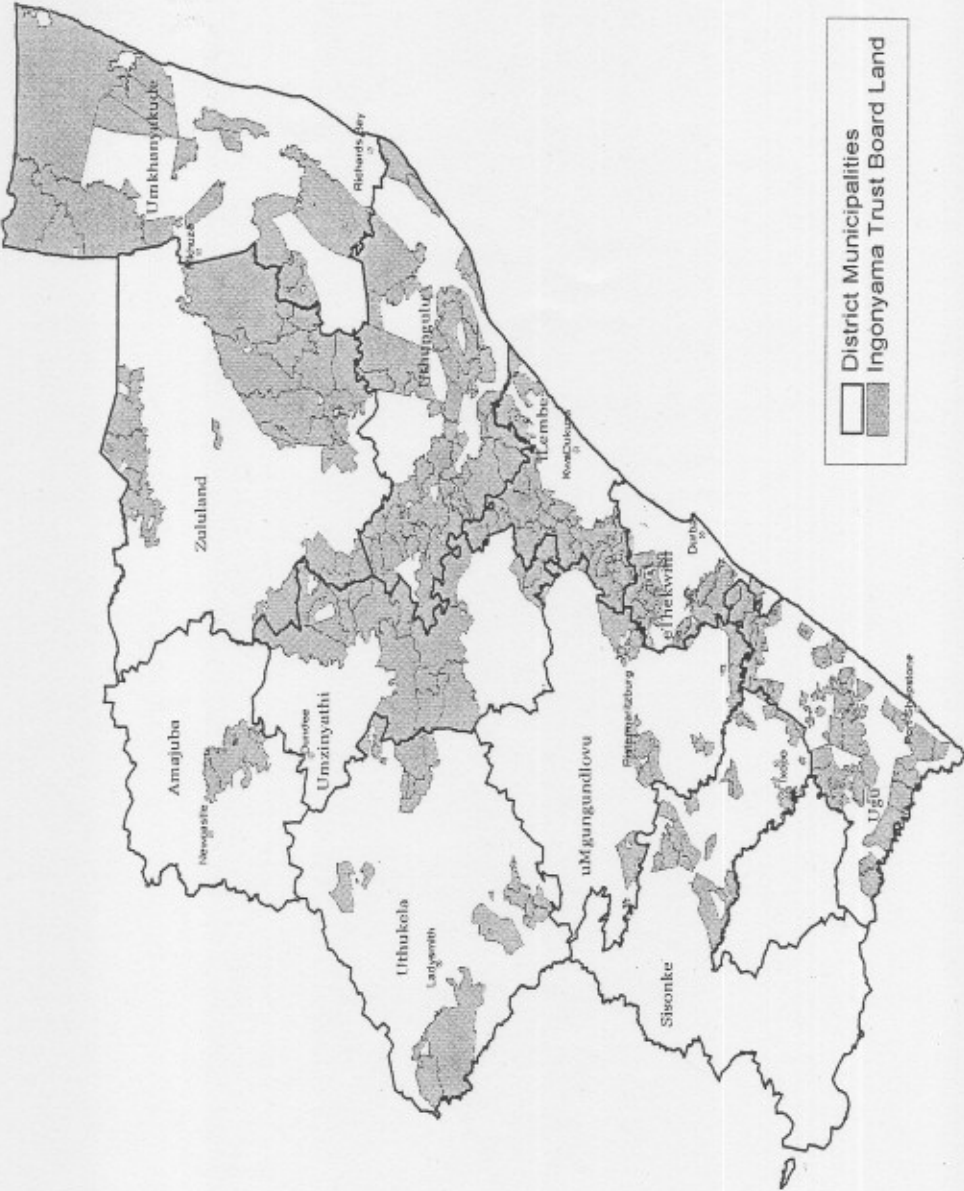 Umkhanyakude
Richards Bay
Zululand
Uthungulu
iLembe
KwaDukuza
Amajuba
Newcastle
Dundee
Umzinyathi
eThekwini
Durban
Uthukela
Ladysmith
uMgungundlovu
Pietermaritzburg
Sisonke
Ixopo
Ugu
Port Shepstone
District Municipalities
Ingonyama Trust Board Land